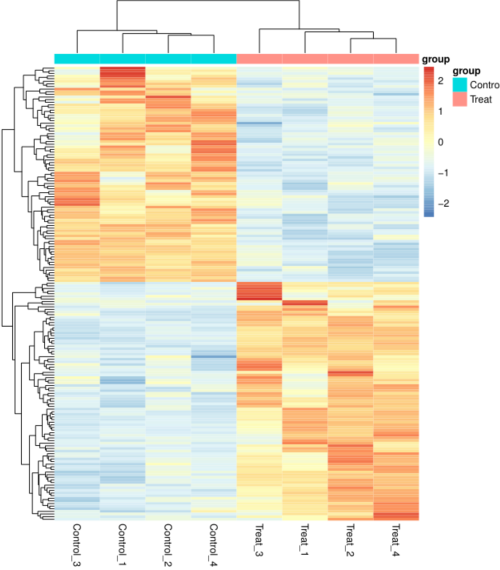 group
2
1
0
−1
−2
group
Contro
Treat
Control_3
Control_1
Control_2
Control_4
Treat_3
Treat_1
Treat_2
Treat_4